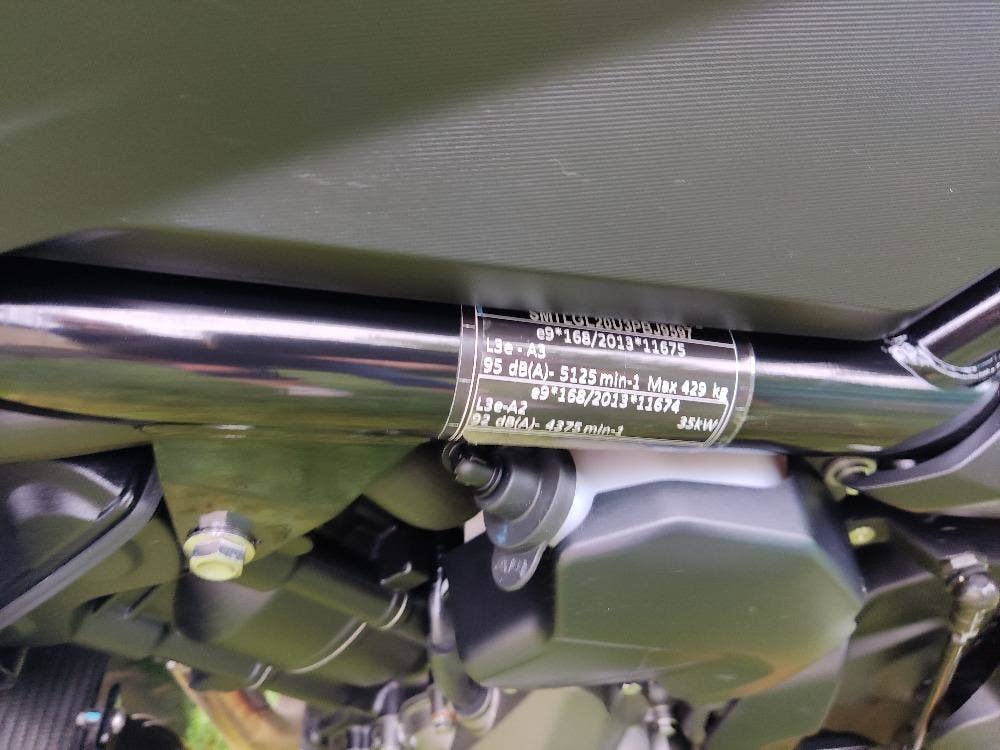 SMTLGL20U3PBJ9597
e9*168/2013*11675
L3e - A3
95 dB(A)- 5125 min-1 Max 429 kg
e9*168/2013*11674
L3e-A2 35kW
92 dB(A)- 4375 min-1